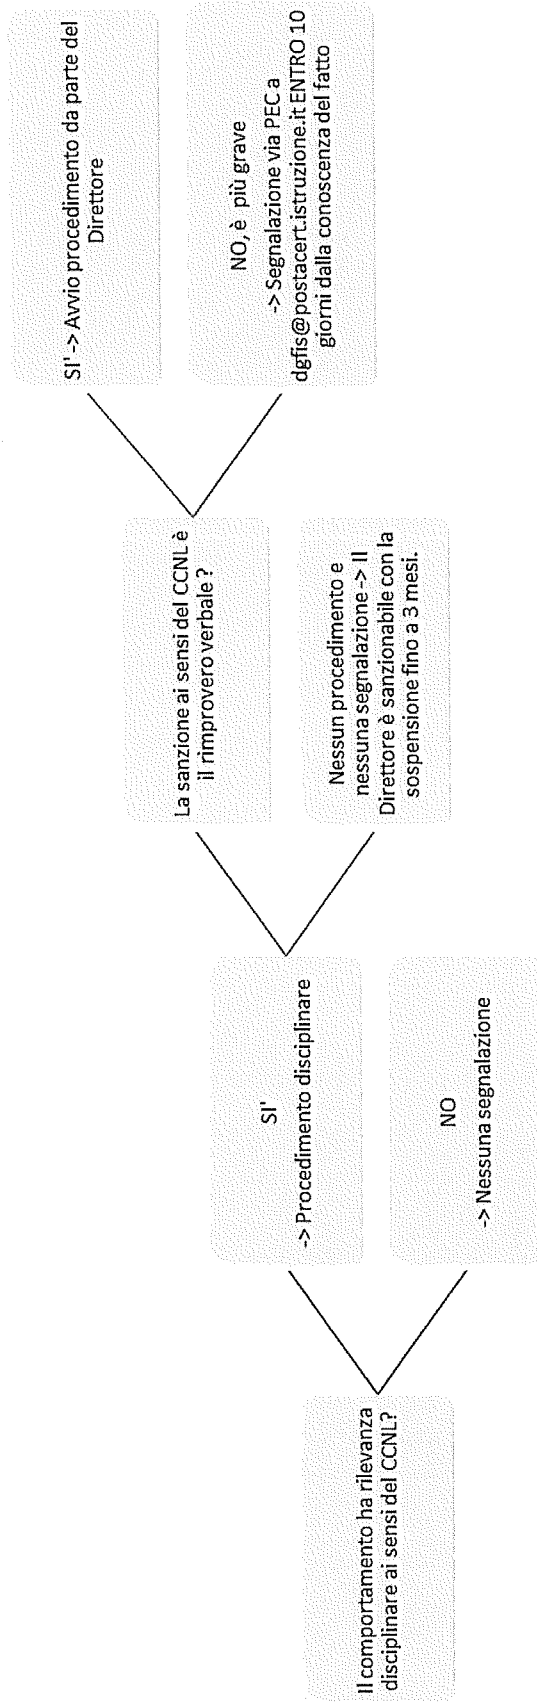 Il comportamento ha rilevanza
disciplinare ai sensi del CCNL?
SI'
-> Procedimento disciplinare
NO
-> Nessuna segnalazione
La sanzione ai sensi del CCNL è
il rimprovero verbale ?
Nessun procedimento e
nessuna segnalazione -> Il
Direttore è sanzionabile con la
sospensione fino a 3 mesi.
SI' -> Avvio procedimento da parte del
Direttore
NO, è più grave
-> Segnalazione via PEC a
dgfis@postacert.istruzione.it ENTRO 10
giorni dalla conoscenza del fatto